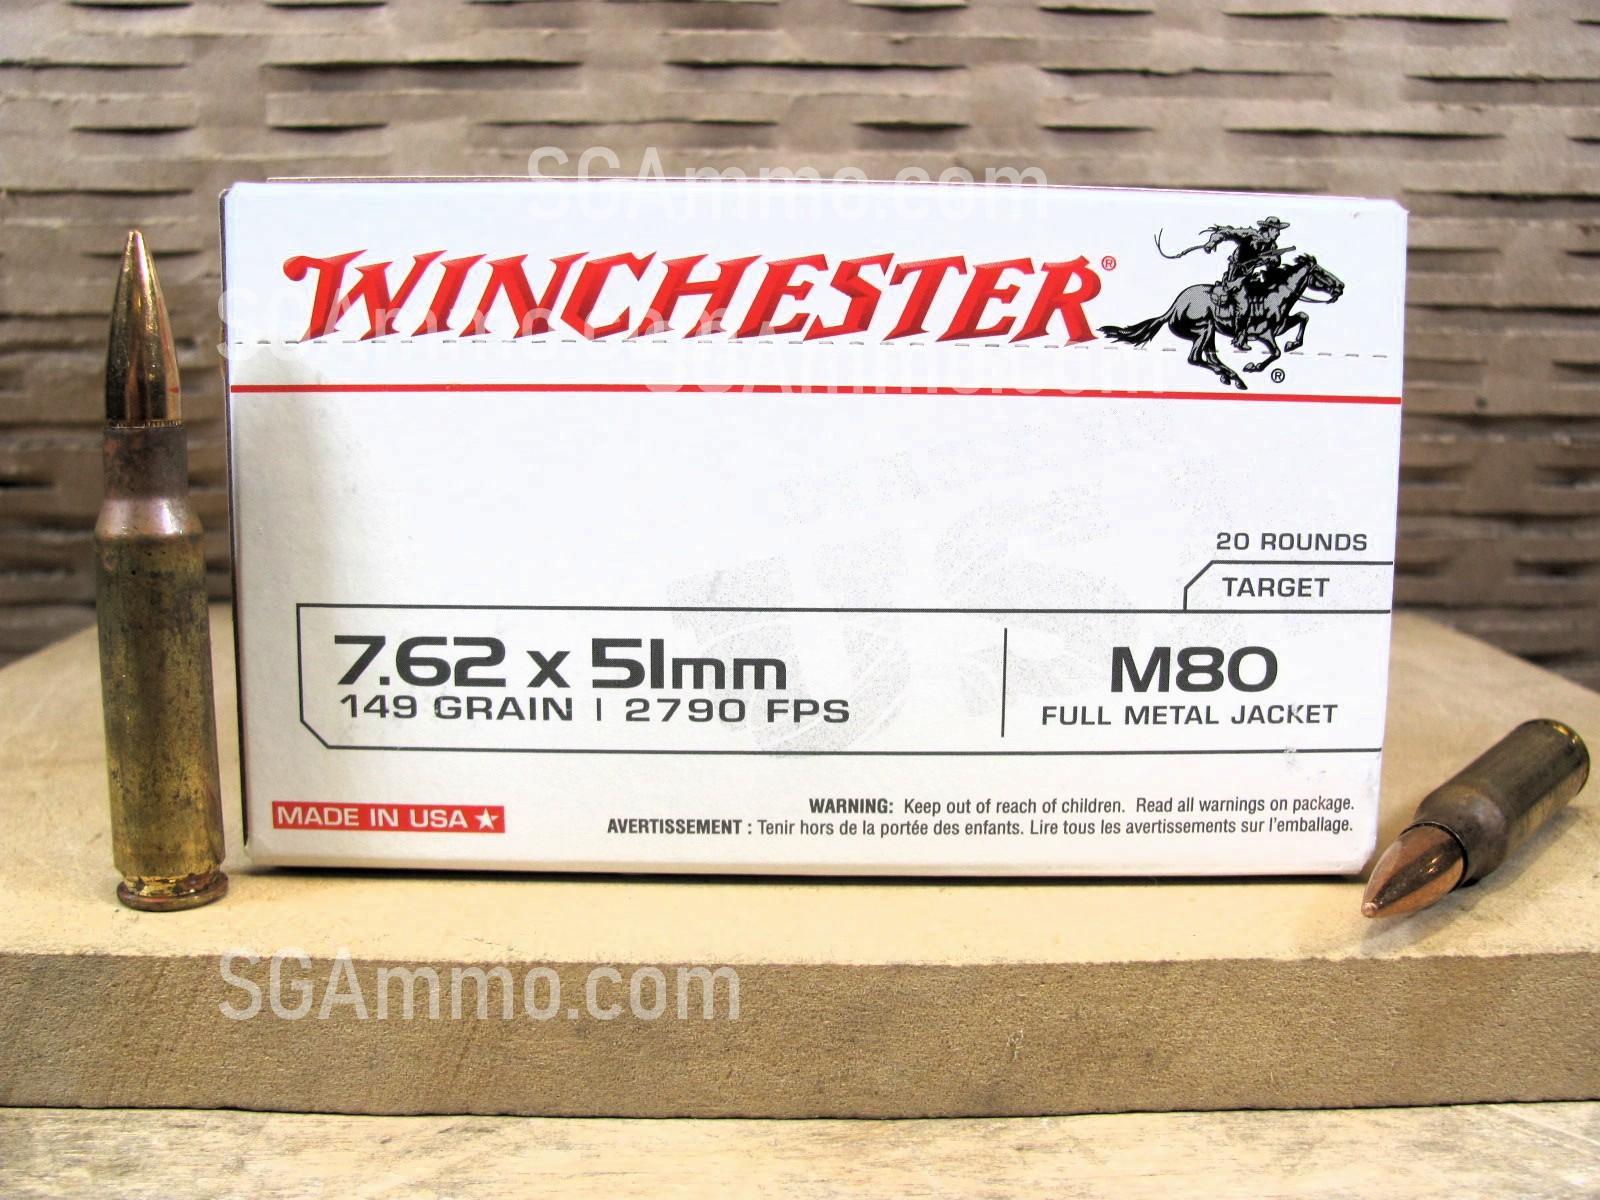 SGAmmo.com
WINCHESTER®
®
SGAmmo.com
SGAmmo.com
20 ROUNDS
TARGET
7.62 x 51mm
149 GRAIN | 2790 FPS
M80
FULL METAL JACKET
MADE IN USA ★
WARNING: Keep out of reach of children. Read all warnings on package.
AVERTISSEMENT : Tenir hors de la portée des enfants. Lire tous les avertissements sur l'emballage.
SGAmmo.com